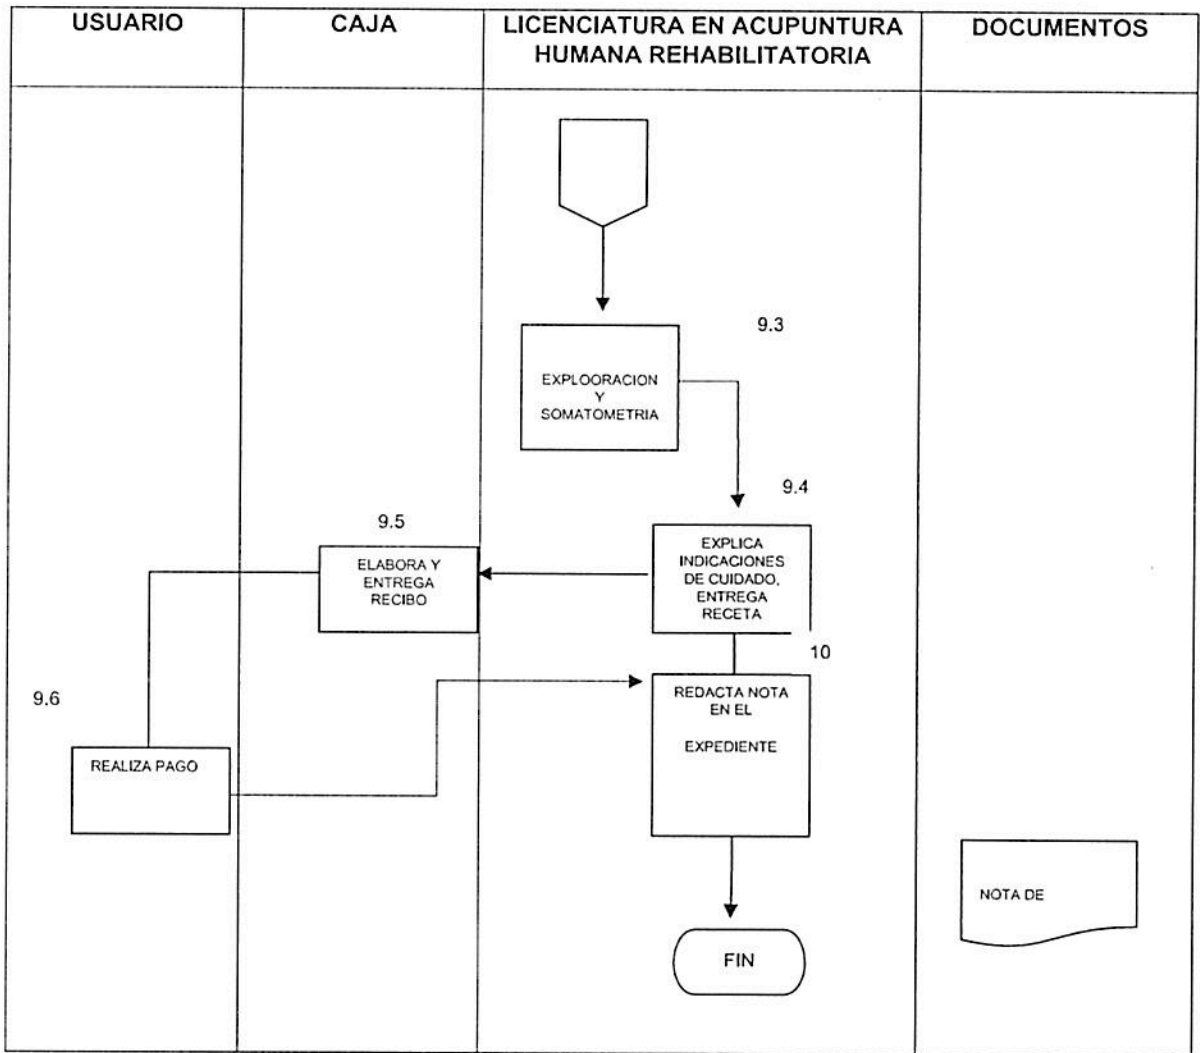 USUARIO
CAJA
LICENCIATURA EN ACUPUNTURA
HUMANA REHABILITATORIA
DOCUMENTOS
9.3
EXPLOORACION
Y
SOMATOMETRIA
9.4
EXPLICA
INDICACIONES
DE CUIDADO,
ENTREGA
RECETA
9.5
ELABORA Y
ENTREGA
RECIBO
9.6
REALIZA PAGO
10
REDACTA NOTA
EN EL
EXPEDIENTE
NOTA DE
FIN